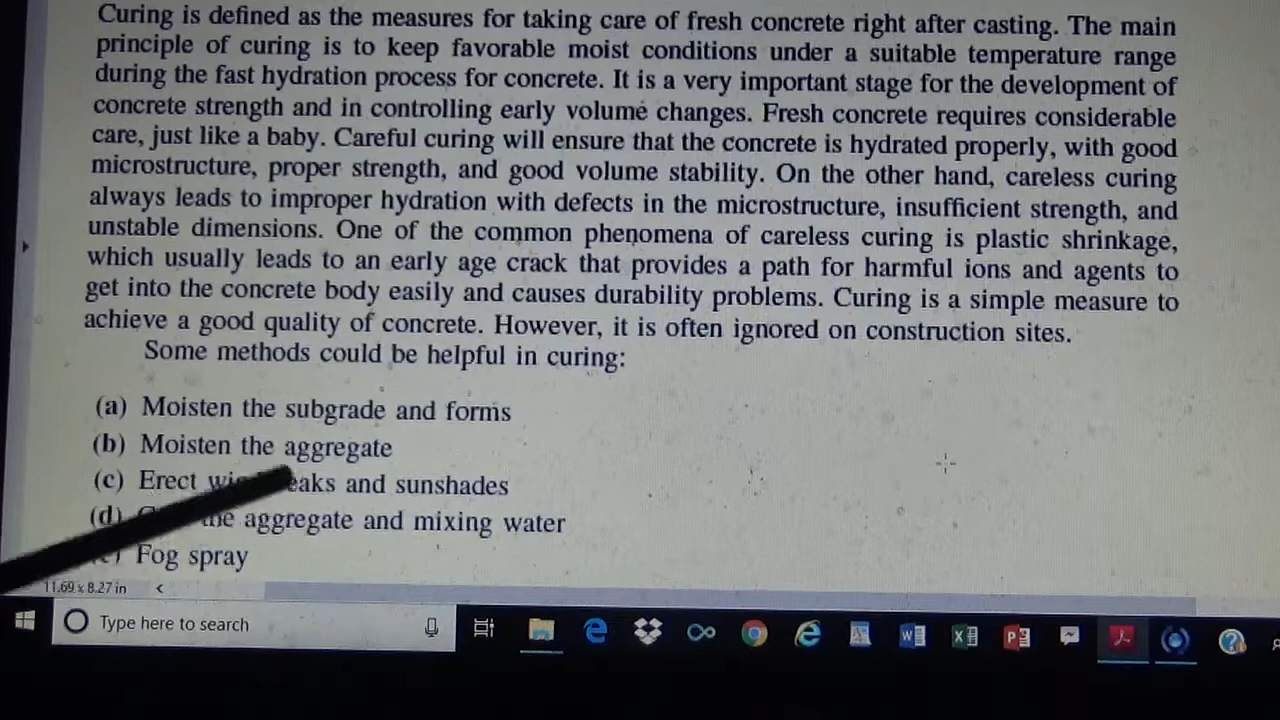 Curing is defined as the measures for taking care of fresh concrete right after casting. The main
principle of curing is to keep favorable moist conditions under a suitable temperature range
during the fast hydration process for concrete. It is a very important stage for the development of
concrete strength and in controlling early volume changes. Fresh concrete requires considerable
care, just like a baby. Careful curing will ensure that the concrete is hydrated properly, with good
microstructure, proper strength, and good volume stability. On the other hand, careless curing
always leads to improper hydration with defects in the microstructure, insufficient strength, and
unstable dimensions. One of the common phenomena of careless curing is plastic shrinkage,
which usually leads to an early age crack that provides a path for harmful ions and agents to
get into the concrete body easily and causes durability problems. Curing is a simple measure to
achieve a good quality of concrete. However, it is often ignored on construction sites.
Some methods could be helpful in curing:
(a) Moisten the subgrade and forms
(b) Moisten the aggregate
(c) Erect and sunshades
(d) aggregate and mixing water
Fog spray
11.69 x 8.27 in
Type here to search